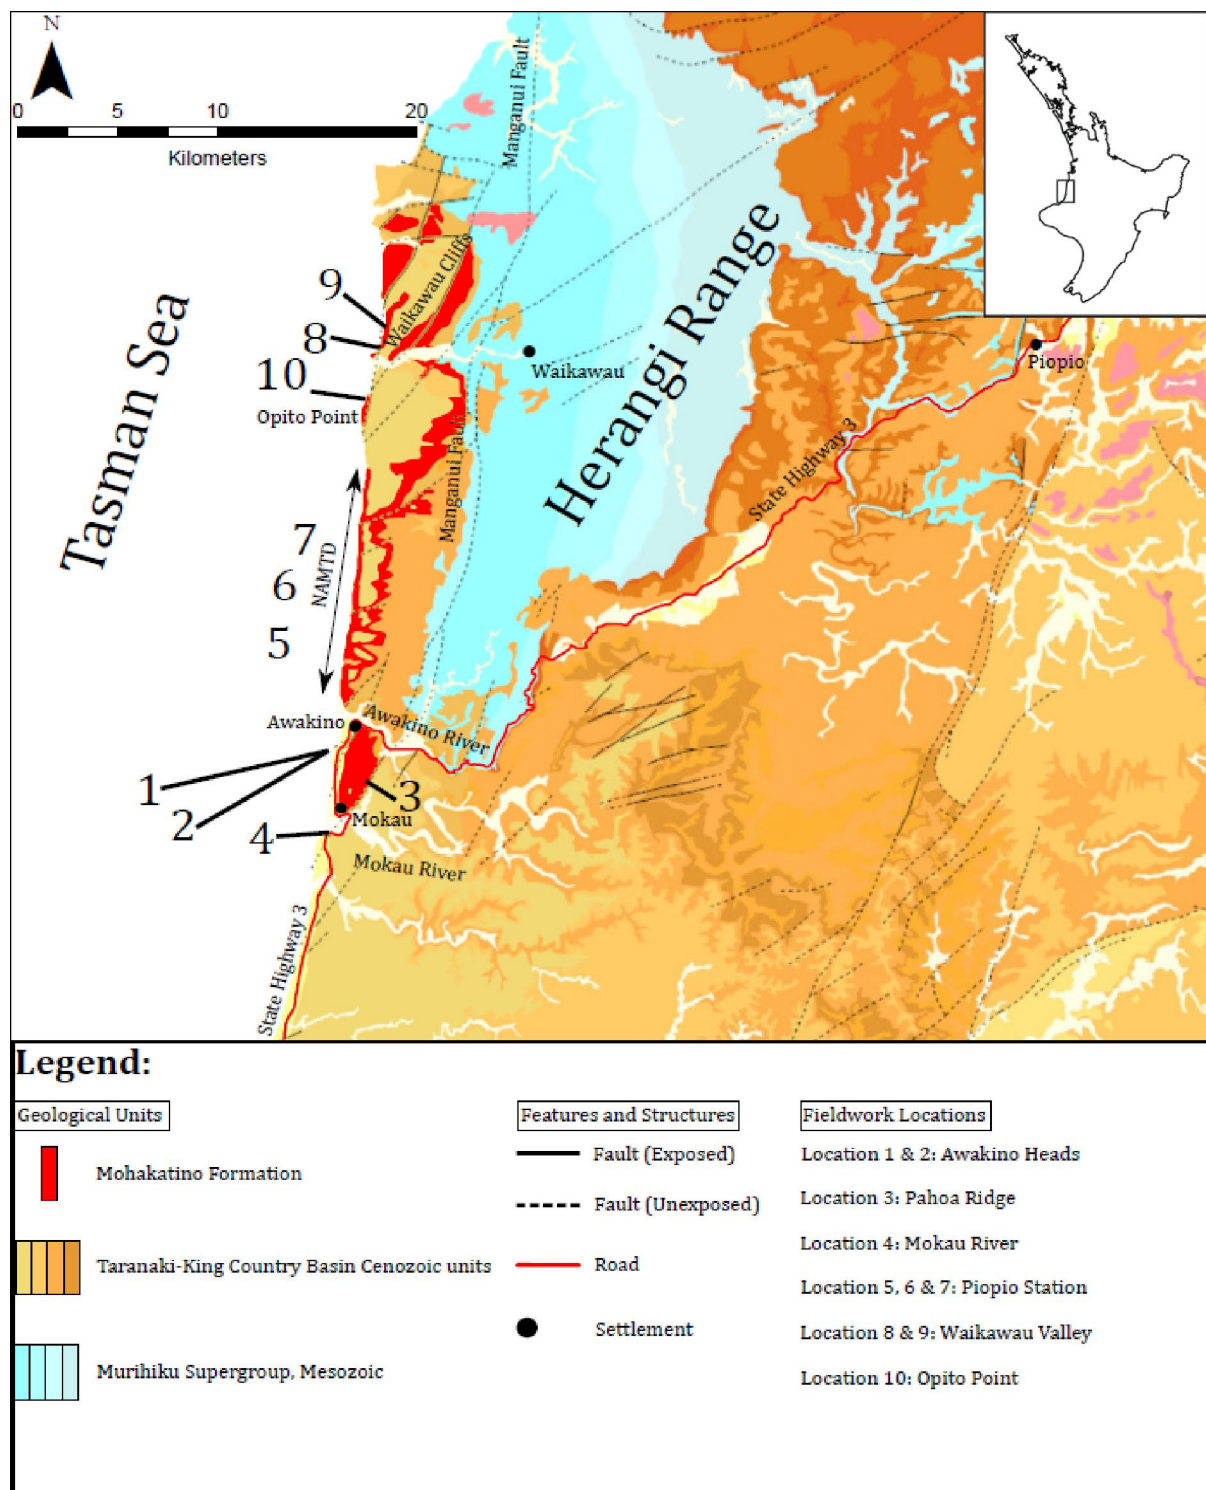 N
0 5 10 20
Kilometers
Manganui Fault
Waikawau Cliffs
9
8
10
Opito Point
Waikawau
Piopio
Tasman Sea
Herangi Range
Manganui Fault
State Highway 3
7
6
NAMTD
5
Awakino
Awakino River
1
2
3
Mokau
4
Mokau River
State Highway 3
Legend:
Geological Units
Mohakatino Formation
Taranaki-King Country Basin Cenozoic units
Murihiku Supergroup, Mesozoic
Features and Structures
Fault (Exposed)
Fault (Unexposed)
Road
Settlement
Fieldwork Locations
Location 1 & 2: Awakino Heads
Location 3: Pahoa Ridge
Location 4: Mokau River
Location 5, 6 & 7: Piopio Station
Location 8 & 9: Waikawau Valley
Location 10: Opito Point